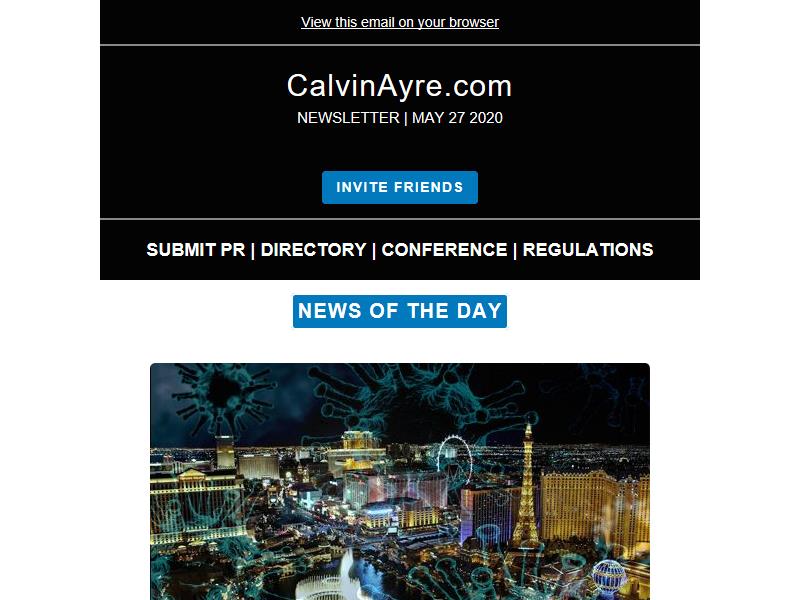 View this email on your browser
CalvinAyre.com
NEWSLETTER | MAY 27 2020
INVITE FRIENDS
SUBMIT PR | DIRECTORY | CONFERENCE | REGULATIONS
NEWS OF THE DAY